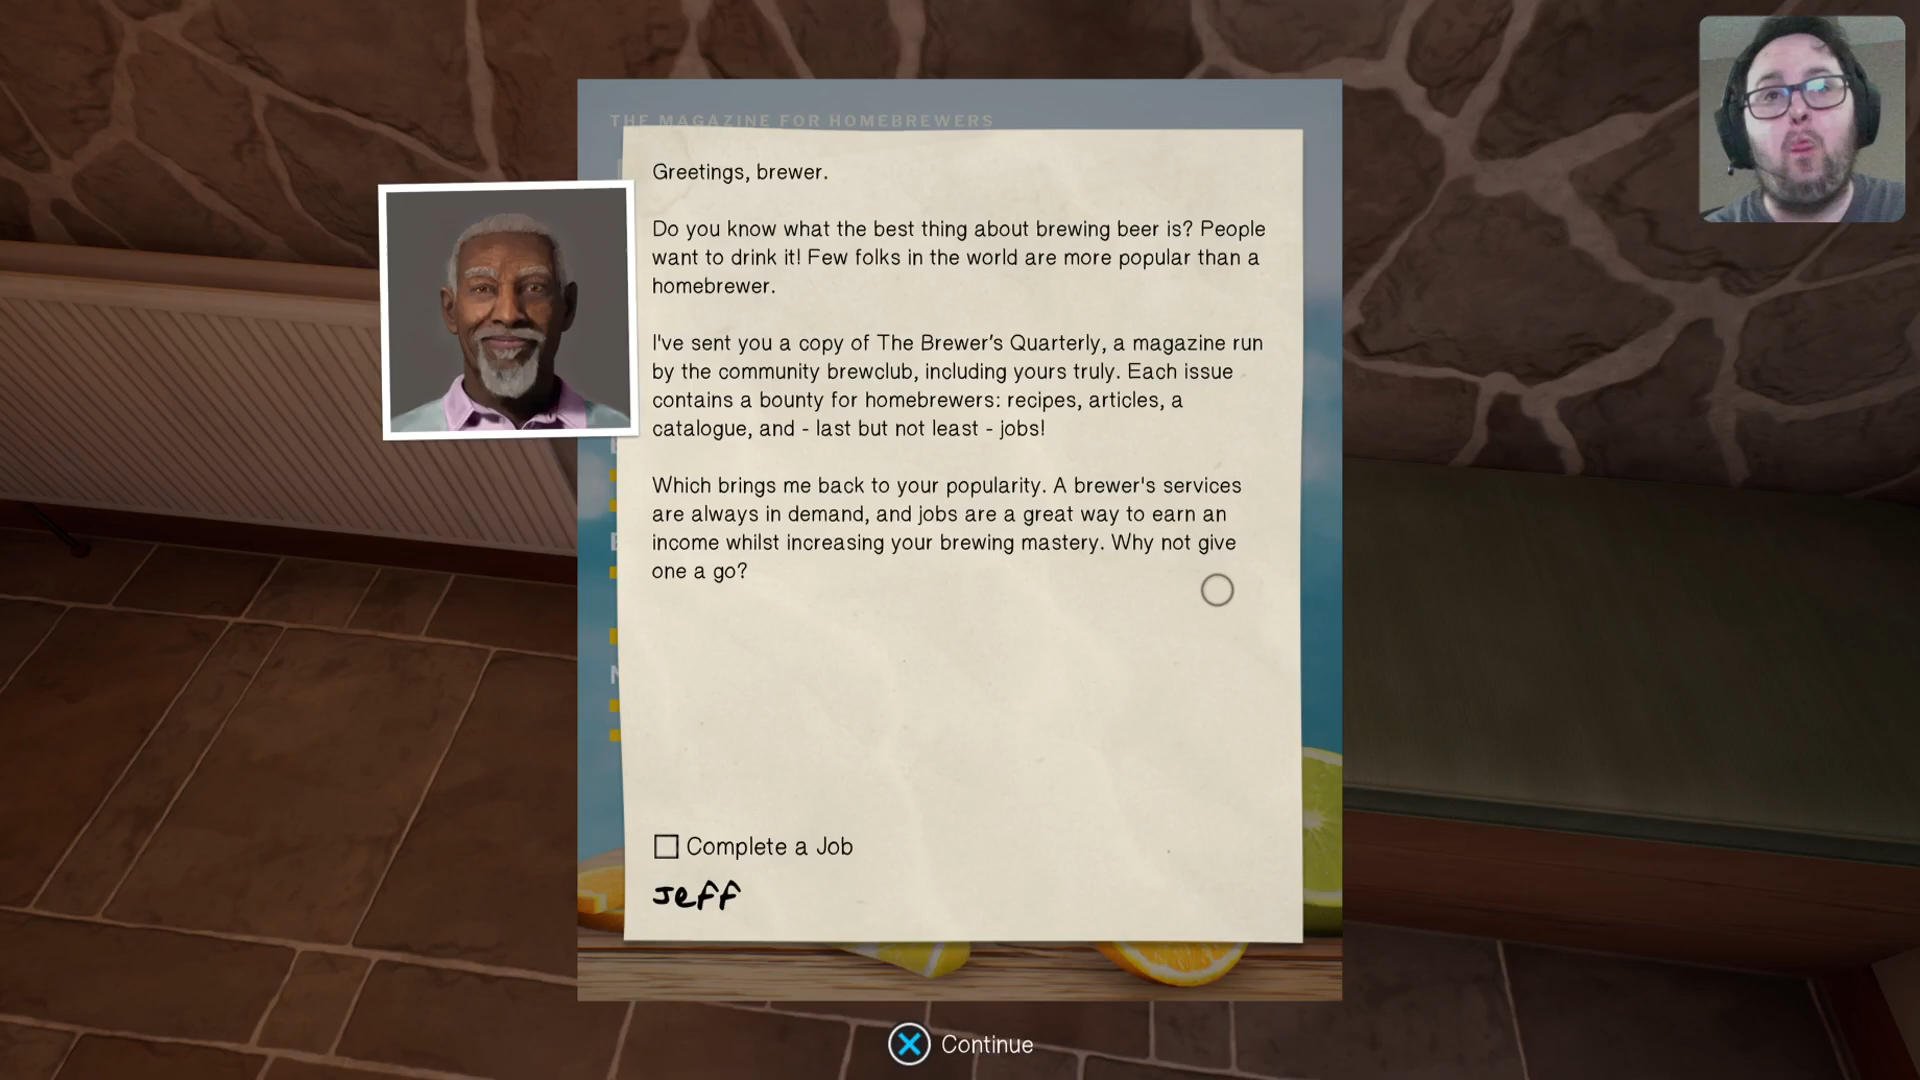 THE MAGAZINE FOR HOMEBREWERS
Greetings, brewer.
Do you know what the best thing about brewing beer is? People
want to drink it! Few folks in the world are more popular than a
homebrewer.
I've sent you a copy of The Brewer's Quarterly, a magazine run
by the community brewclub, including yours truly. Each issue
contains a bounty for homebrewers: recipes, articles, a
catalogue, and - last but not least - jobs!
Which brings me back to your popularity. A brewer's services
are always in demand, and jobs are a great way to earn an
income whilst increasing your brewing mastery. Why not give
one a go?
Complete a Job
Jeff
Continue